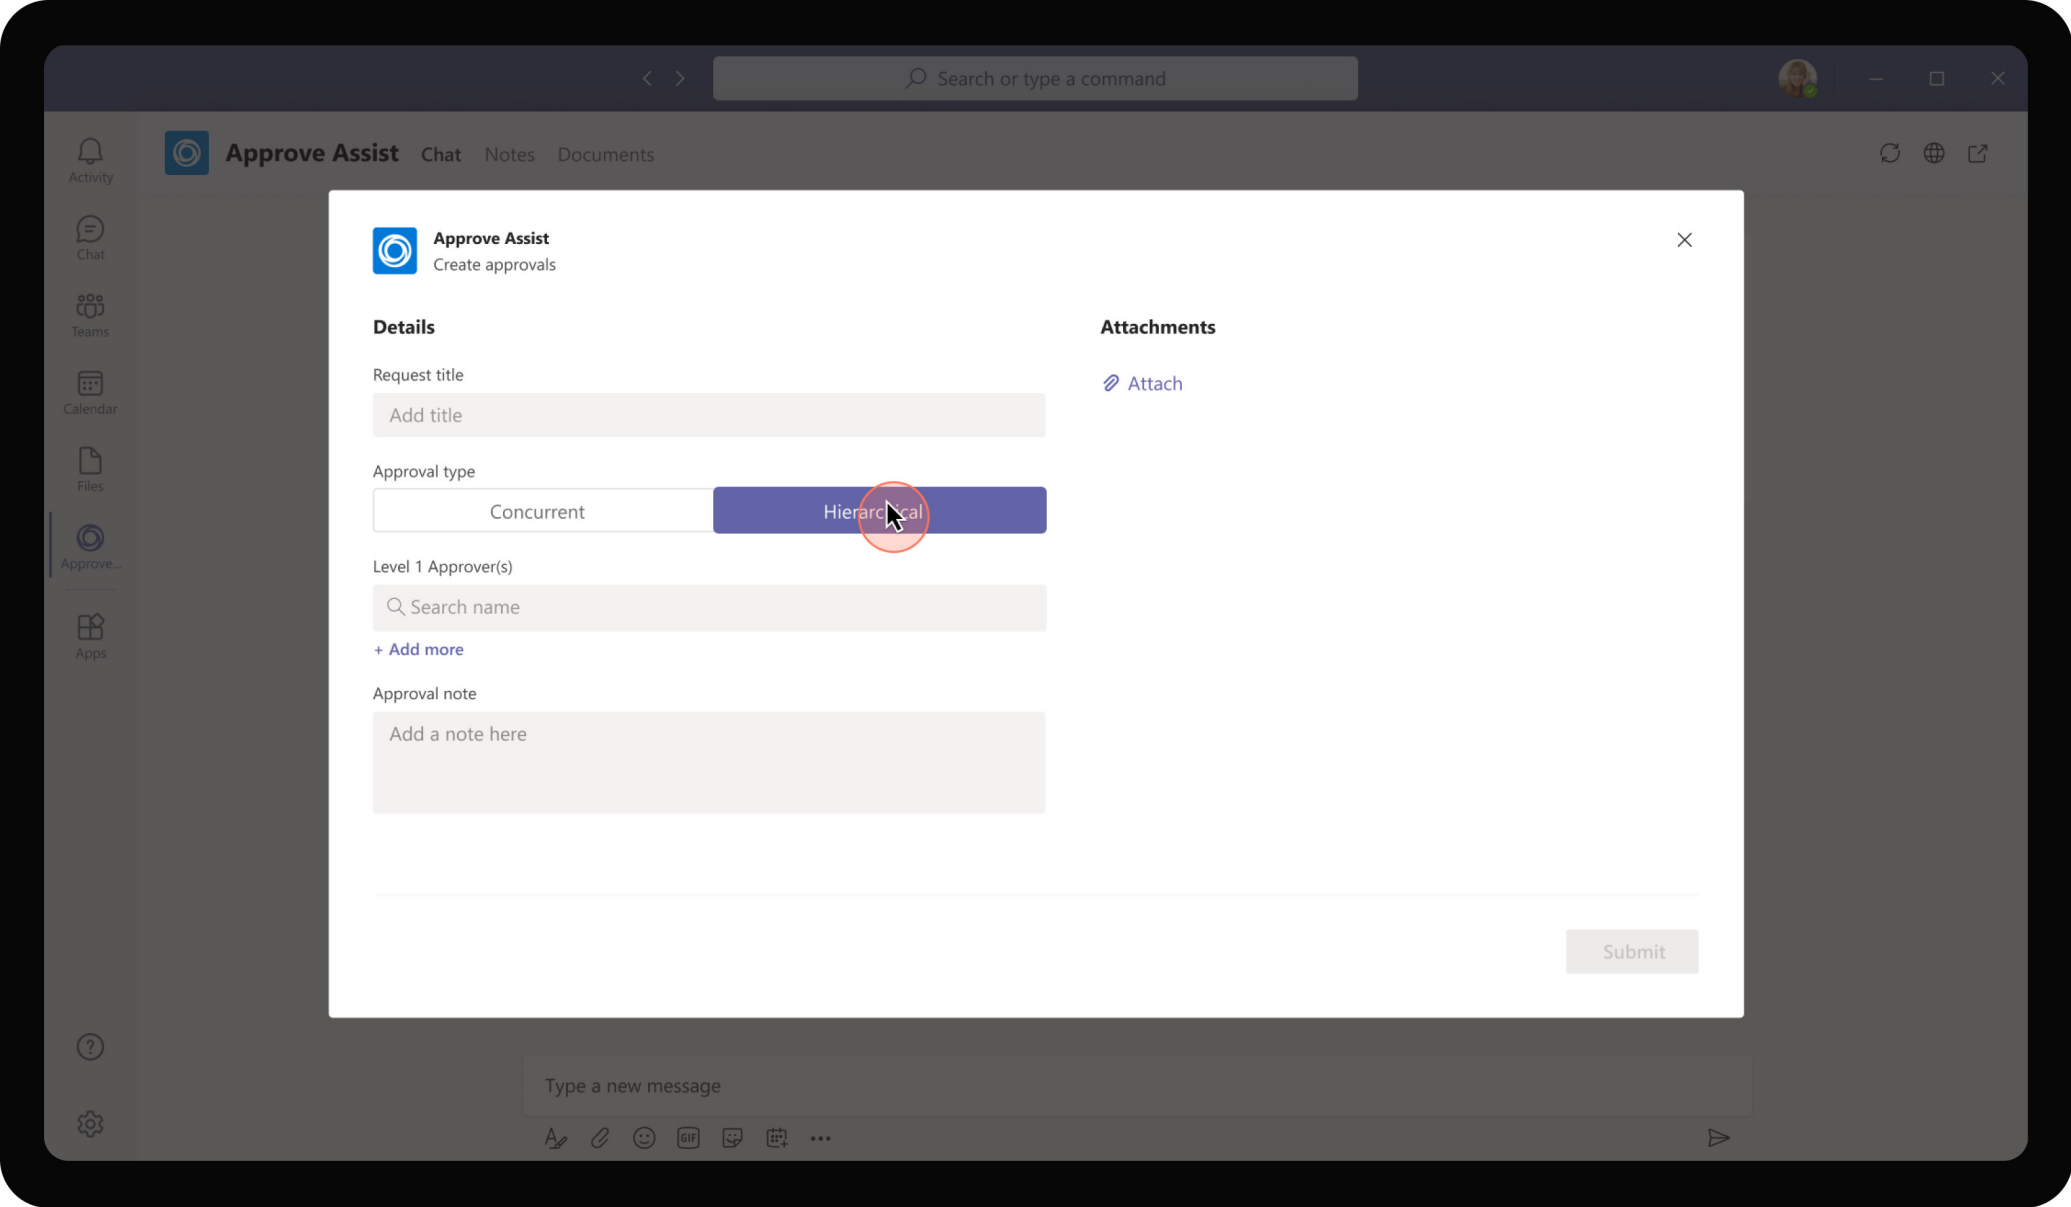 Search or type a command
Activity
Chat
Teams
Calendar
Files
Approve...
Apps
Approve Assist Chat Notes Documents
Approve Assist
Create approvals
Details
Request title
Add title
Approval type
Concurrent Hierarchical
Level 1 Approver(s)
Search name
+ Add more
Approval note
Add a note here
Attachments
Attach
Submit
Type a new message
GIF